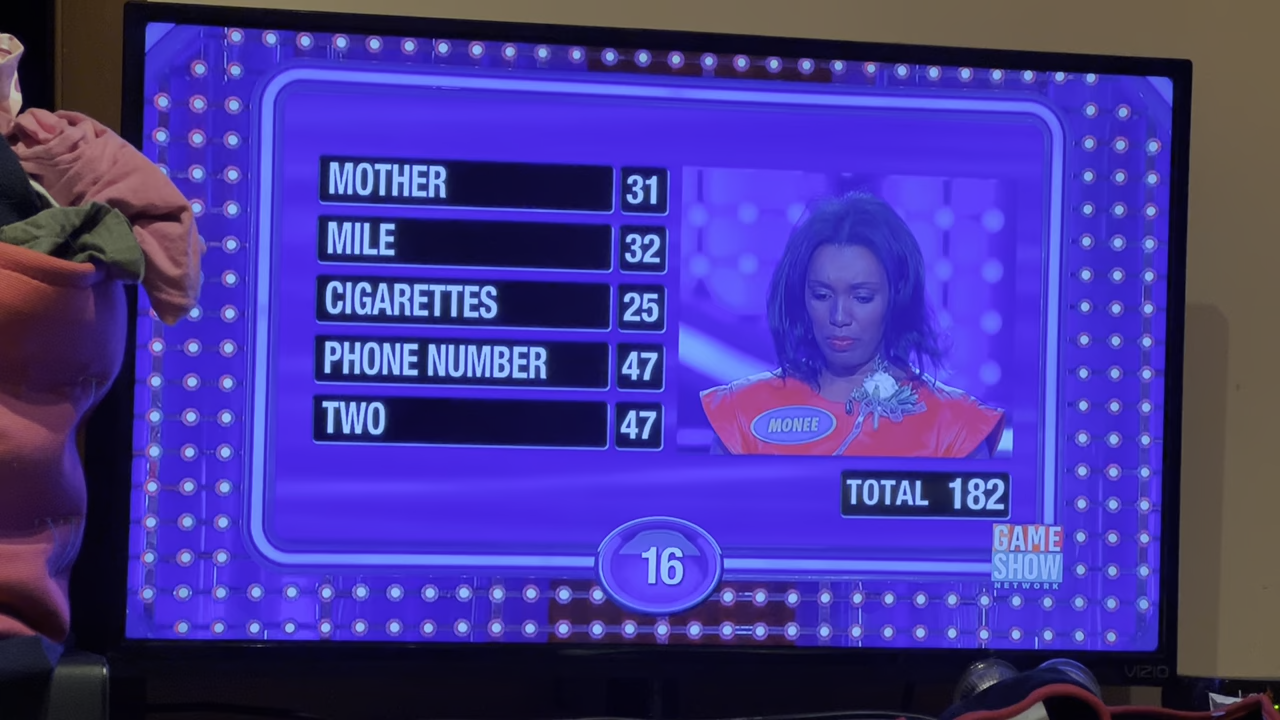 MOTHER 31
MILE 32
CIGARETTES 25
PHONE NUMBER 47
TWO 47
MONEE
TOTAL 182
16
GAME
SHOW
NETWORK
VIZIO